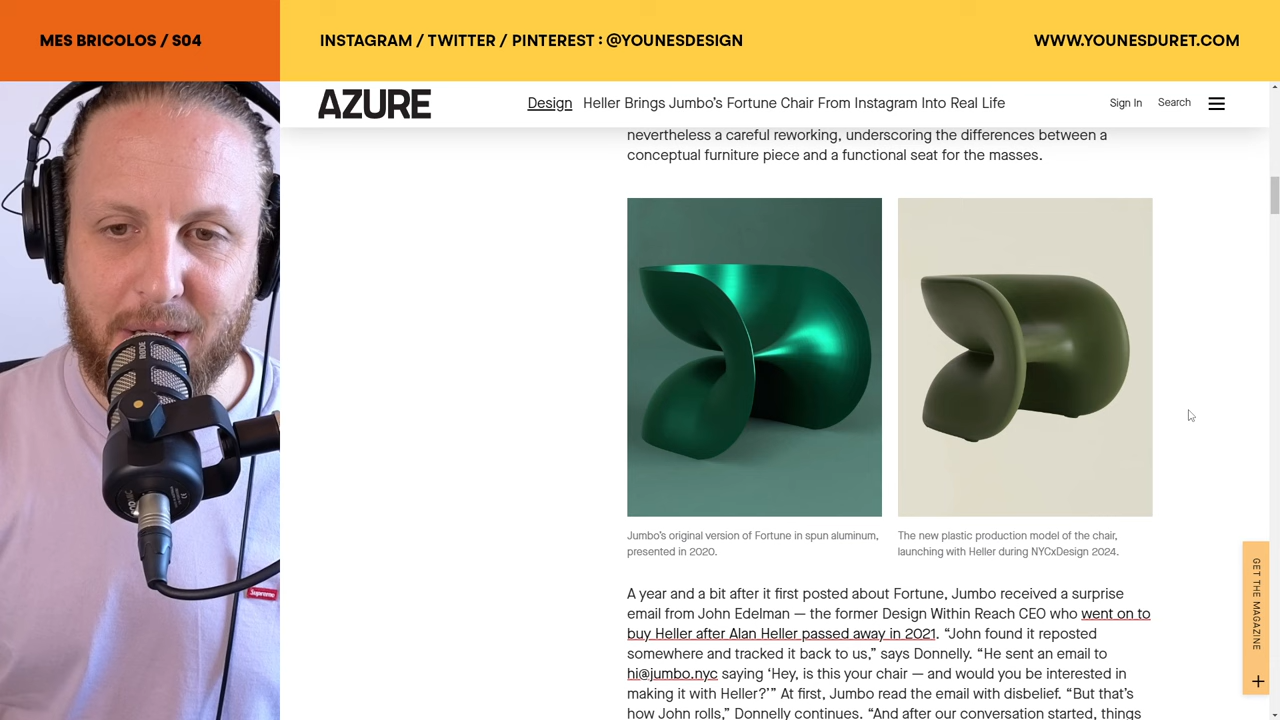 MES BRICOLOS / S04
INSTAGRAM / TWITTER / PINTEREST : @YOUNESDESIGN
WWW.YOUNESDURET.COM
AZURE
Design
Heller Brings Jumbo’s Fortune Chair From Instagram Into Real Life
Sign In
Search
nevertheless a careful reworking, underscoring the differences between a
conceptual furniture piece and a functional seat for the masses.
Jumbo’s original version of Fortune in spun aluminum,
presented in 2020.
The new plastic production model of the chair,
launching with Heller during NYCxDesign 2024.
A year and a bit after it first posted about Fortune, Jumbo received a surprise
email from John Edelman — the former Design Within Reach CEO who went on to
buy Heller after Alan Heller passed away in 2021. “John found it reposted
somewhere and tracked it back to us,” says Donnelly. “He sent an email to
hi@jumbo.nyc saying ‘Hey, is this your chair — and would you be interested in
making it with Heller?’” At first, Jumbo read the email with disbelief. “But that’s
how John rolls,” Donnelly continues. “And after our conversation started, things
GET THE MAGAZINE
+
RØDE
Supreme